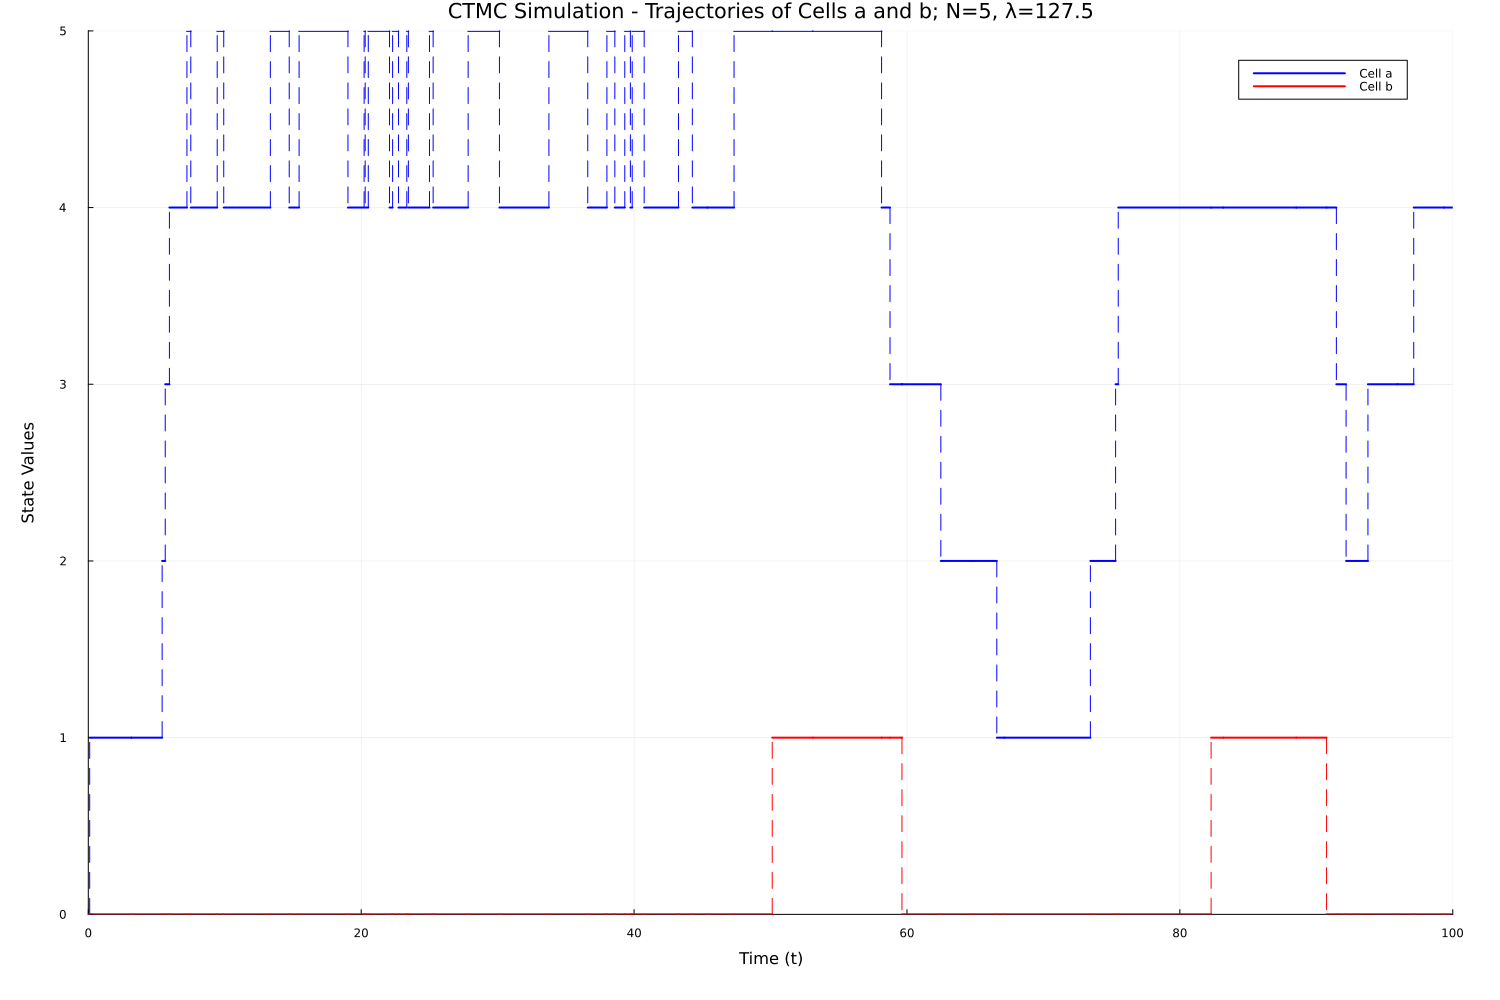 CTMC Simulation - Trajectories of Cells a and b; N=5, λ=127.5
5
4
3
2
1
0
State Values
Cell a
Cell b
0 20 40 60 80 100
Time (t)